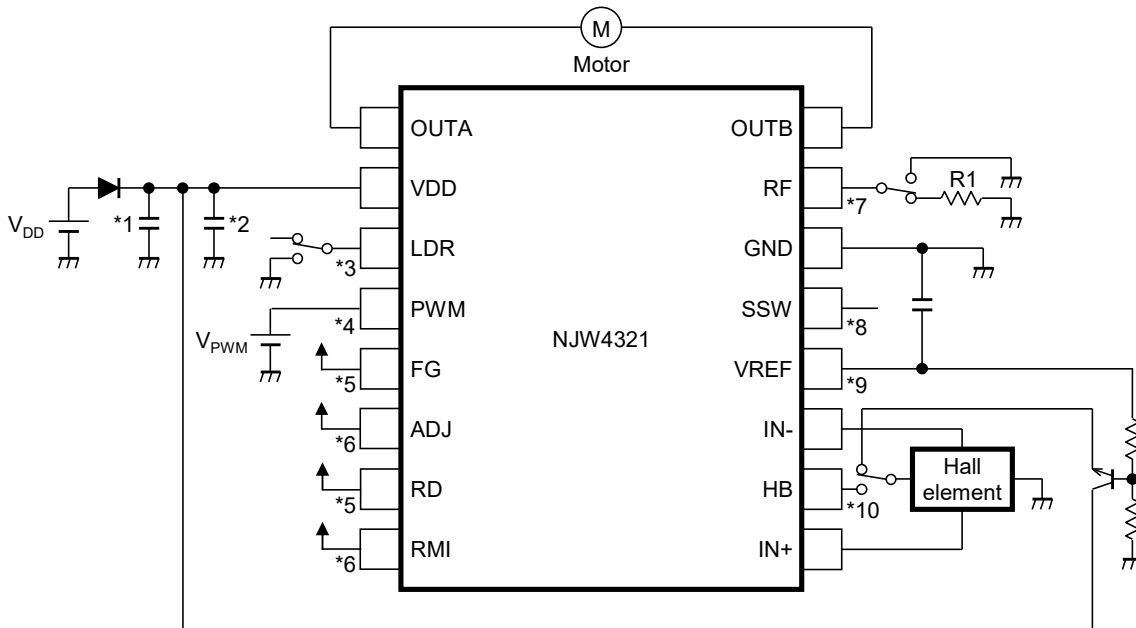 M
Motor
OUTA
OUTB
VDD
RF
*7
R1
V_DD
*1
*2
LDR
*3
GND
PWM
*4
V_PWM
NJW4321
SSW
*8
FG
*5
VREF
*9
ADJ
*6
IN-
RD
*5
HB
*10
Hall
element
RMI
*6
IN+